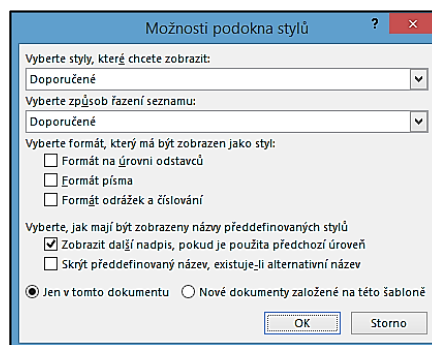 Možnosti podokna stylů
?
Vyberte styly, které chcete zobrazit:
Doporučené
Vyberte způsob řazení seznamu:
Doporučené
Vyberte formát, který má být zobrazen jako styl:
Formát na úrovni odstavců
Formát písma
Formát odrážek a číslování
Vyberte, jak mají být zobrazeny názvy předdefinovaných stylů
Zobrazit další nadpis, pokud je použita předchozí úroveň
Skrýt předdefinovaný název, existuje-li alternativní název
Jen v tomto dokumentu Nové dokumenty založené na této šabloně
OK Storno